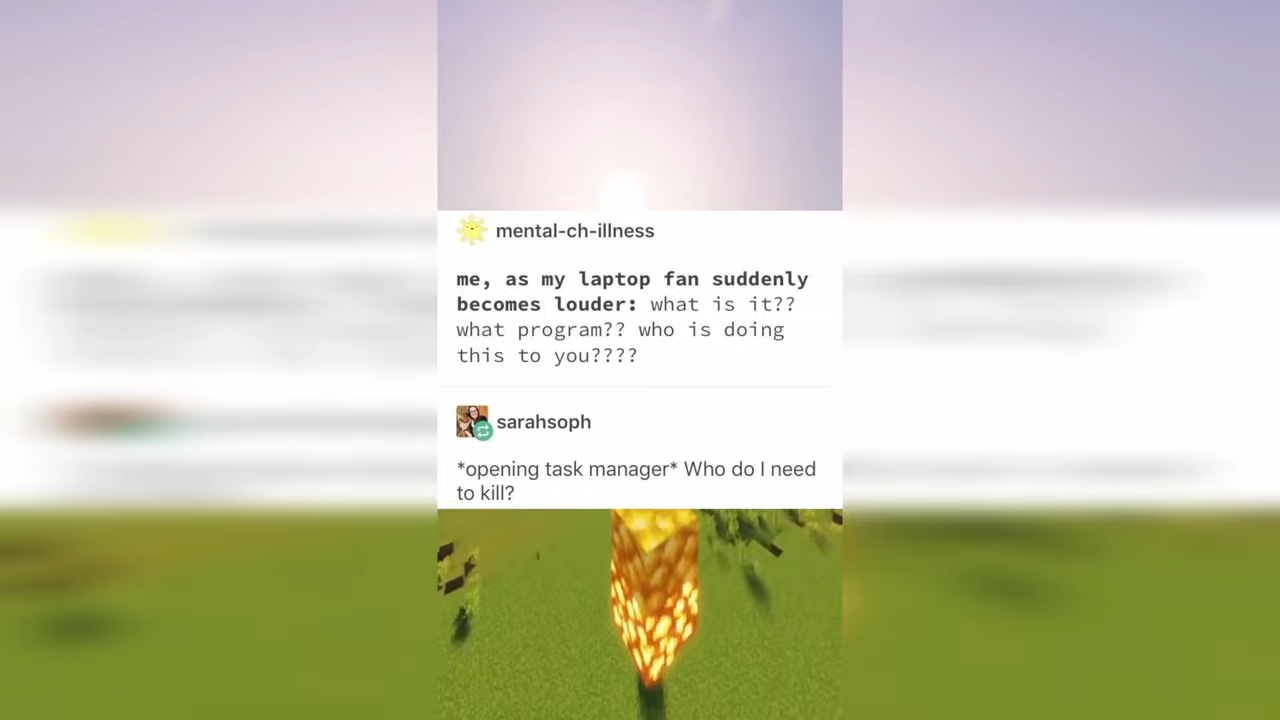 mental-ch-illness
me, as my laptop fan suddenly
becomes louder: what is it??
what program?? who is doing
this to you????
sarahsoph
*opening task manager* Who do I need
to kill?